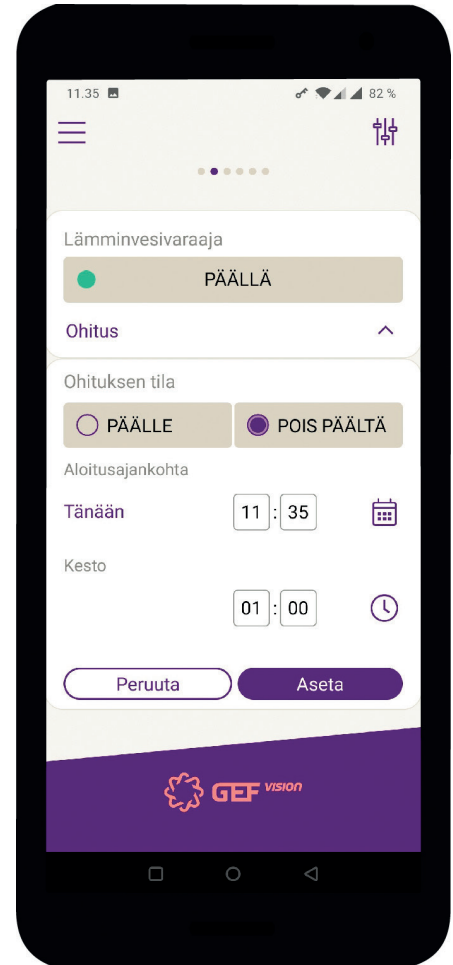 11.35 82 %
Lämminvesivaraaja
PÄÄLLÄ
Ohitus
Ohituksen tila
PÄÄLLE POIS PÄÄLTÄ
Aloitusajankohta
Tänään 11 : 35
Kesto
01 : 00
Peruuta Aseta
GEF VISION